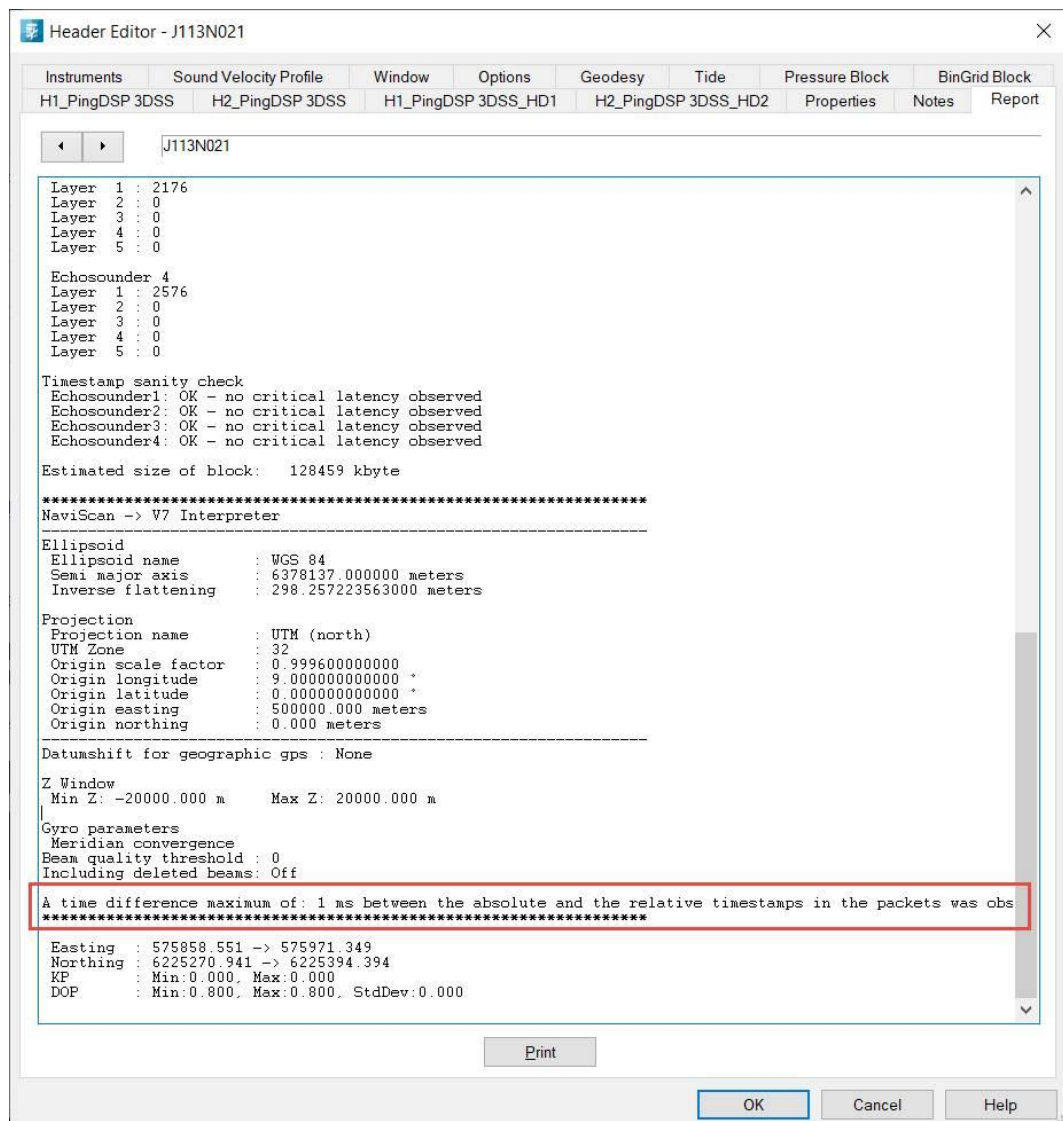 Header Editor - J113N021
Instruments Sound Velocity Profile Window Options Geodesy Tide Pressure Block BinGrid Block
H1_PingDSP 3DSS H2_PingDSP 3DSS H1_PingDSP 3DSS_HD1 H2_PingDSP 3DSS_HD2 Properties Notes Report
J113N021
Layer 1 : 2176
Layer 2 : 0
Layer 3 : 0
Layer 4 : 0
Layer 5 : 0
Echosounder 4
Layer 1 : 2576
Layer 2 : 0
Layer 3 : 0
Layer 4 : 0
Layer 5 : 0
Timestamp sanity check
Echosounder1: OK - no critical latency observed
Echosounder2: OK - no critical latency observed
Echosounder3: OK - no critical latency observed
Echosounder4: OK - no critical latency observed
Estimated size of block: 128459 kbyte
******************************************************************
NaviScan -> V7 Interpreter
------------------------------------------------------------------
Ellipsoid
Ellipsoid name : WGS 84
Semi major axis : 6378137.000000 meters
Inverse flattening : 298.257223563000 meters
Projection
Projection name : UTM (north)
UTM Zone : 32
Origin scale factor : 0.999600000000
Origin longitude : 9.000000000000 °
Origin latitude : 0.000000000000 °
Origin easting : 500000.000 meters
Origin northing : 0.000 meters
------------------------------------------------------------------
Datumshift for geographic gps : None
Z Window
Min Z: -20000.000 m Max Z: 20000.000 m
Gyro parameters
Meridian convergence
Beam quality threshold : 0
Including deleted beams: Off
A time difference maximum of: 1 ms between the absolute and the relative timestamps in the packets was obs
******************************************************************
Easting : 575858.551 -> 575971.349
Northing : 6225270.941 -> 6225394.394
KP : Min:0.000, Max:0.000
DOP : Min:0.800, Max:0.800, StdDev:0.000
Print
OK Cancel Help